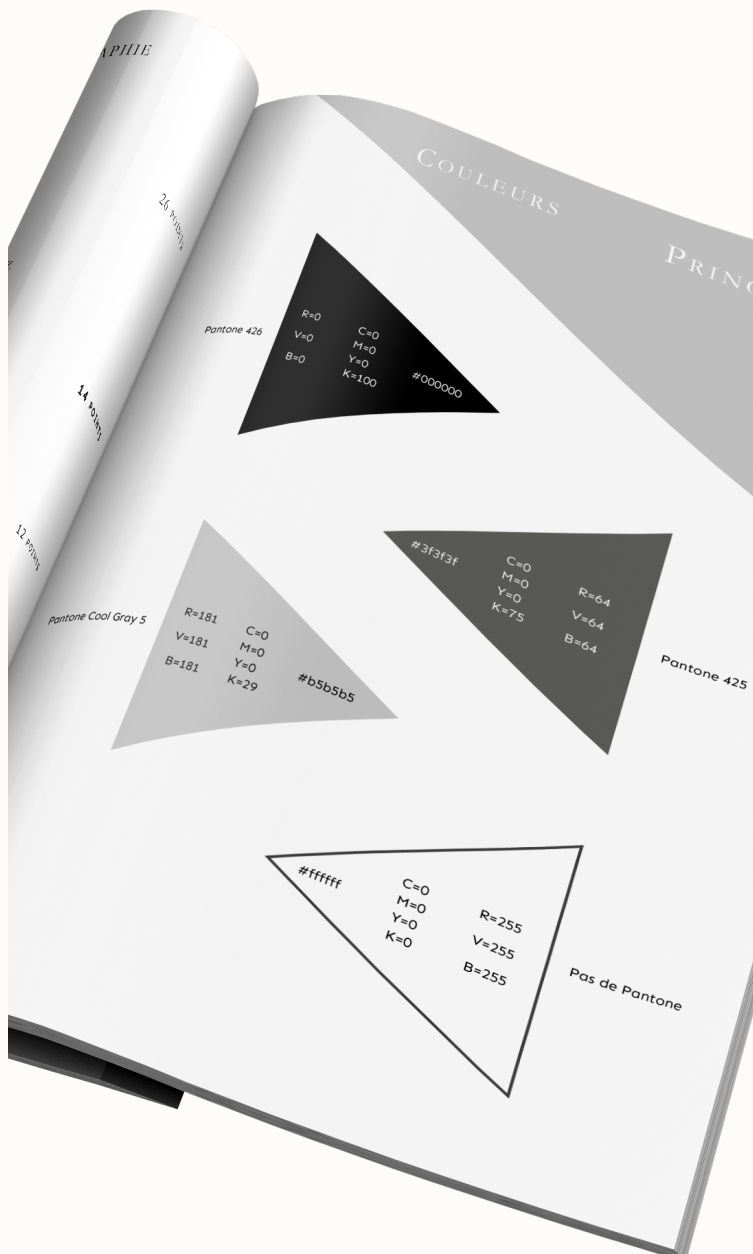 APHIE
26 POINTS
14 POINTS
12 POINTS
COULEURS
PRINC
Pantone 426
R=0
V=0
B=0
C=0
M=0
Y=0
K=100
#000000
Pantone Cool Gray 5
R=181
V=181
B=181
C=0
M=0
Y=0
K=29
#b5b5b5
#3f3f3f
C=0
M=0
Y=0
K=75
R=64
V=64
B=64
Pantone 425
#ffffff
C=0
M=0
Y=0
K=0
R=255
V=255
B=255
Pas de Pantone